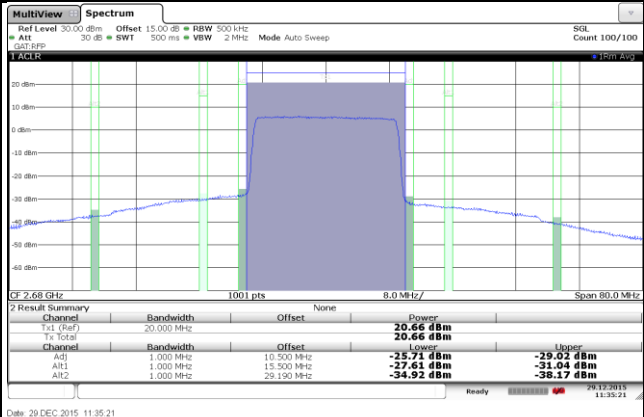 MultiView Spectrum
Ref Level 30.00 dBm Offset 15.00 dB RBW 500 kHz SGL
Att 30 dB SWT 500 ms VBW 2 MHz Mode Auto Sweep Count 100/100
GAT:RFP
1 ACLR 1Rm Avg
20 dBm
10 dBm
0 dBm
-10 dBm
-20 dBm
-30 dBm
-40 dBm
-50 dBm
-60 dBm
CF 2.68 GHz 1001 pts 8.0 MHz/ Span 80.0 MHz
2 Result Summary None
Channel Bandwidth Offset Power
Tx1 (Ref) 20.000 MHz 20.66 dBm
Tx Total 20.66 dBm
Channel Bandwidth Offset Lower Upper
Adj 1.000 MHz 10.500 MHz -25.71 dBm -29.02 dBm
Alt1 1.000 MHz 15.500 MHz -27.61 dBm -31.04 dBm
Alt2 1.000 MHz 29.190 MHz -34.92 dBm -38.17 dBm
Ready 29.12.2015
11:35:21
Date: 29.DEC.2015 11:35:21